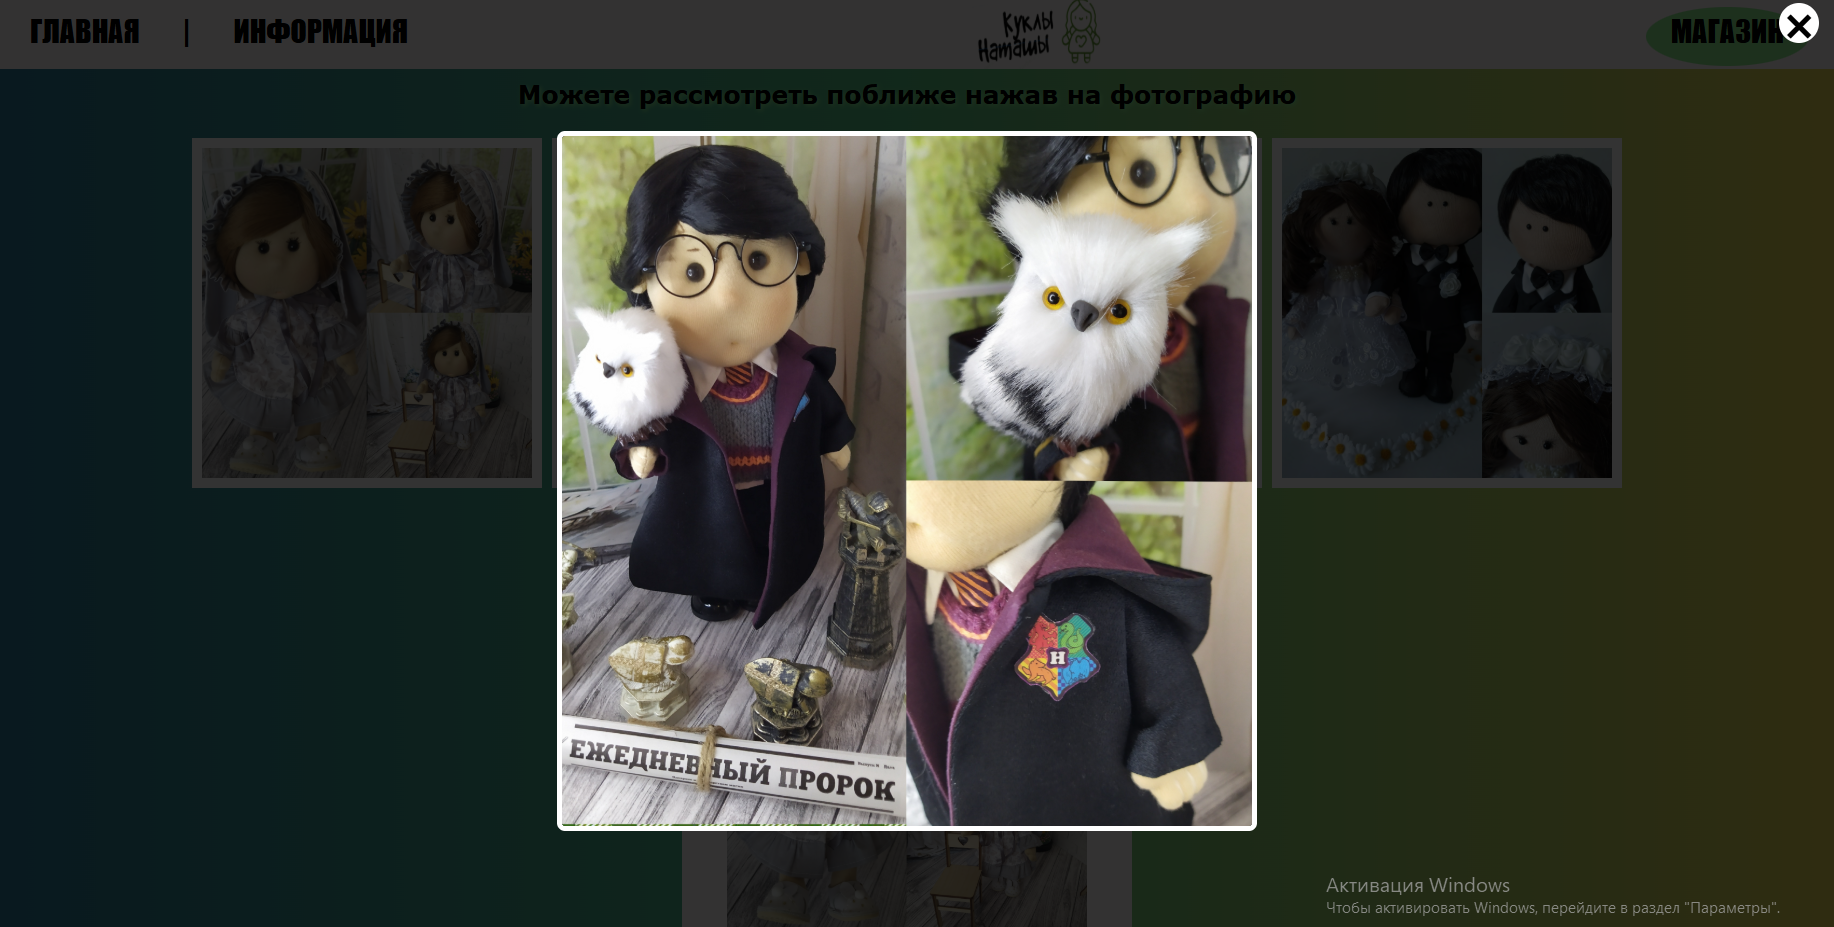 ГЛАВНАЯ | ИНФОРМАЦИЯ
Куклы
Наташы
МАГАЗИН
Можете рассмотреть поближе нажав на фотографию
H
ЕЖЕДНЕВНЫЙ ПРОРОК
Активация Windows
Чтобы активировать Windows, перейдите в раздел "Параметры".